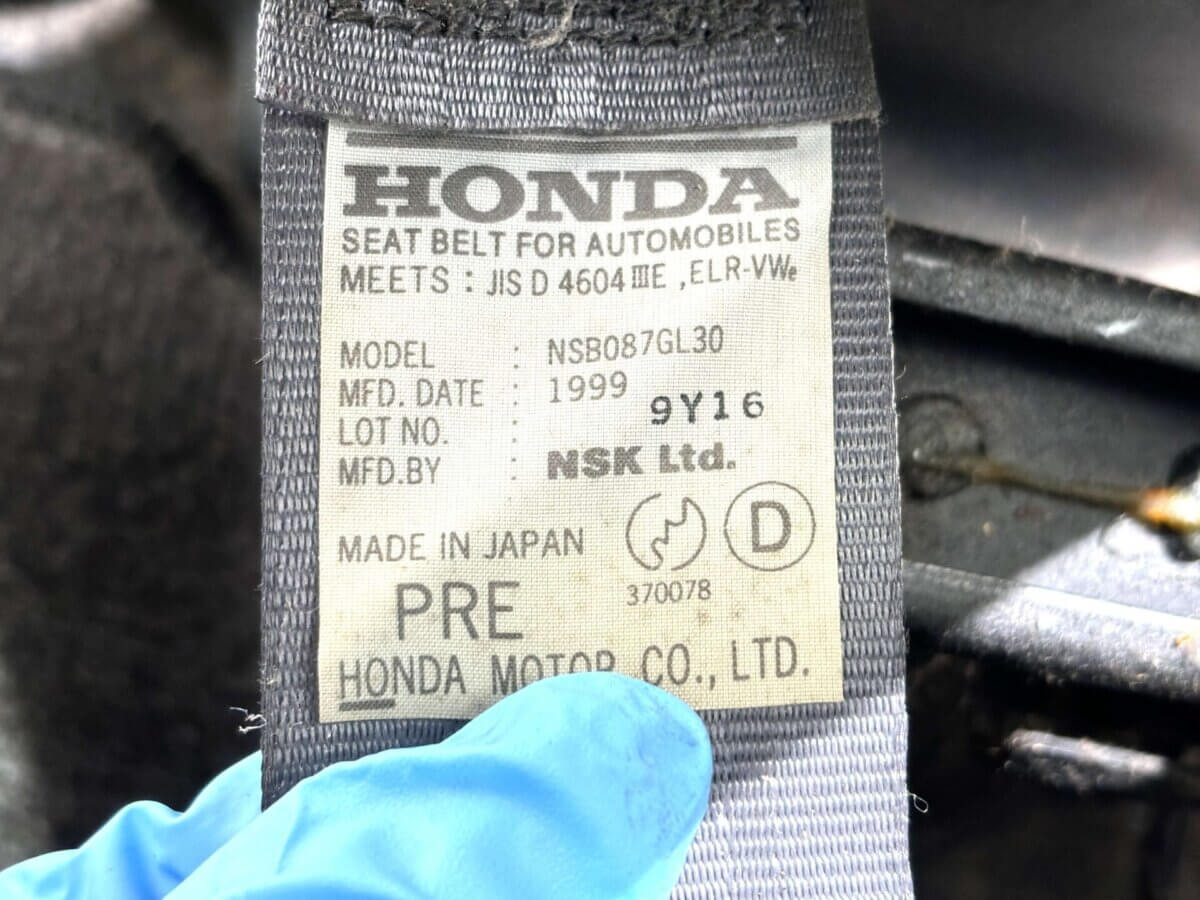 HONDA
SEAT BELT FOR AUTOMOBILES
MEETS : JIS D 4604 IIIE , ELR-VWe
MODEL : NSB087GL30
MFD. DATE : 1999
LOT NO. : 9Y16
MFD.BY : NSK Ltd.
MADE IN JAPAN
D
370078
PRE
HONDA MOTOR CO., LTD.